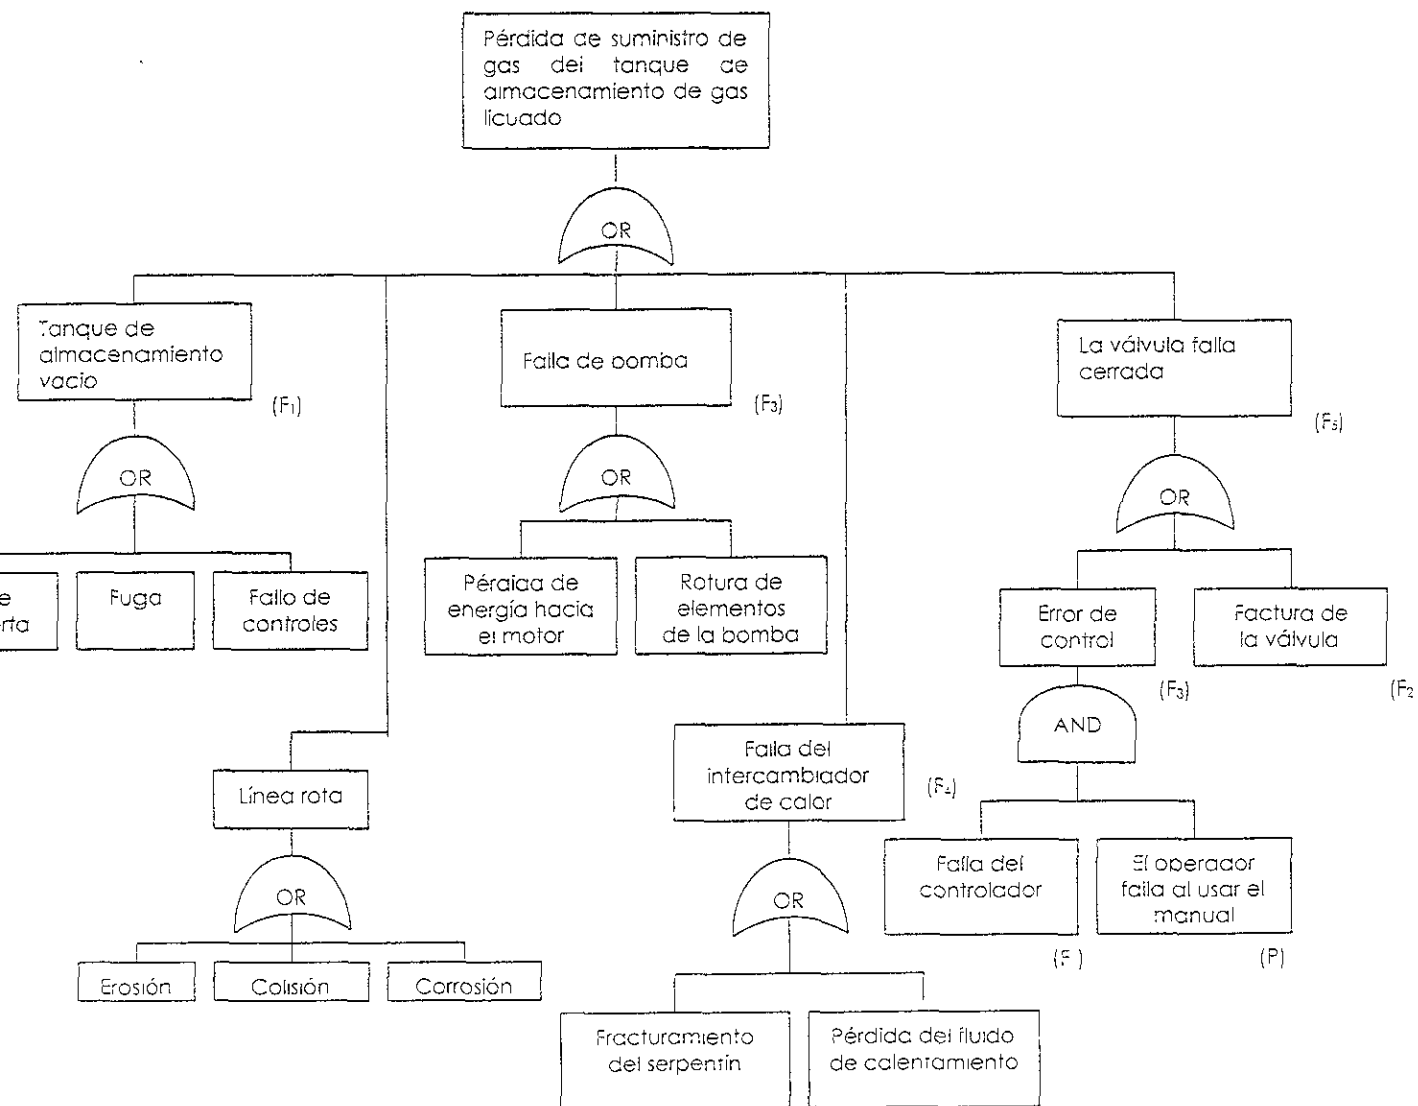 Pérdida de suministro de
gas del tanque de
almacenamiento de gas
licuado
OR
Tanque de
almacenamiento
vacio
(F1)
Falla de bomba
(F3)
La válvula falla
cerrada
(F5)
OR
OR
OR
e
erta
Fuga
Fallo de
controles
Pérdida de
energía hacia
el motor
Rotura de
elementos
de la bomba
Error de
control
(F3)
Factura de
la válvula
(F2
AND
Línea rota
Falla del
intercambiador
de calor
(F4)
OR
OR
Falla del
controlador
(F )
El operador
falla al usar el
manual
(P)
Erosión
Colisión
Corrosión
Fracturamiento
del serpentín
Pérdida del fluido
de calentamiento